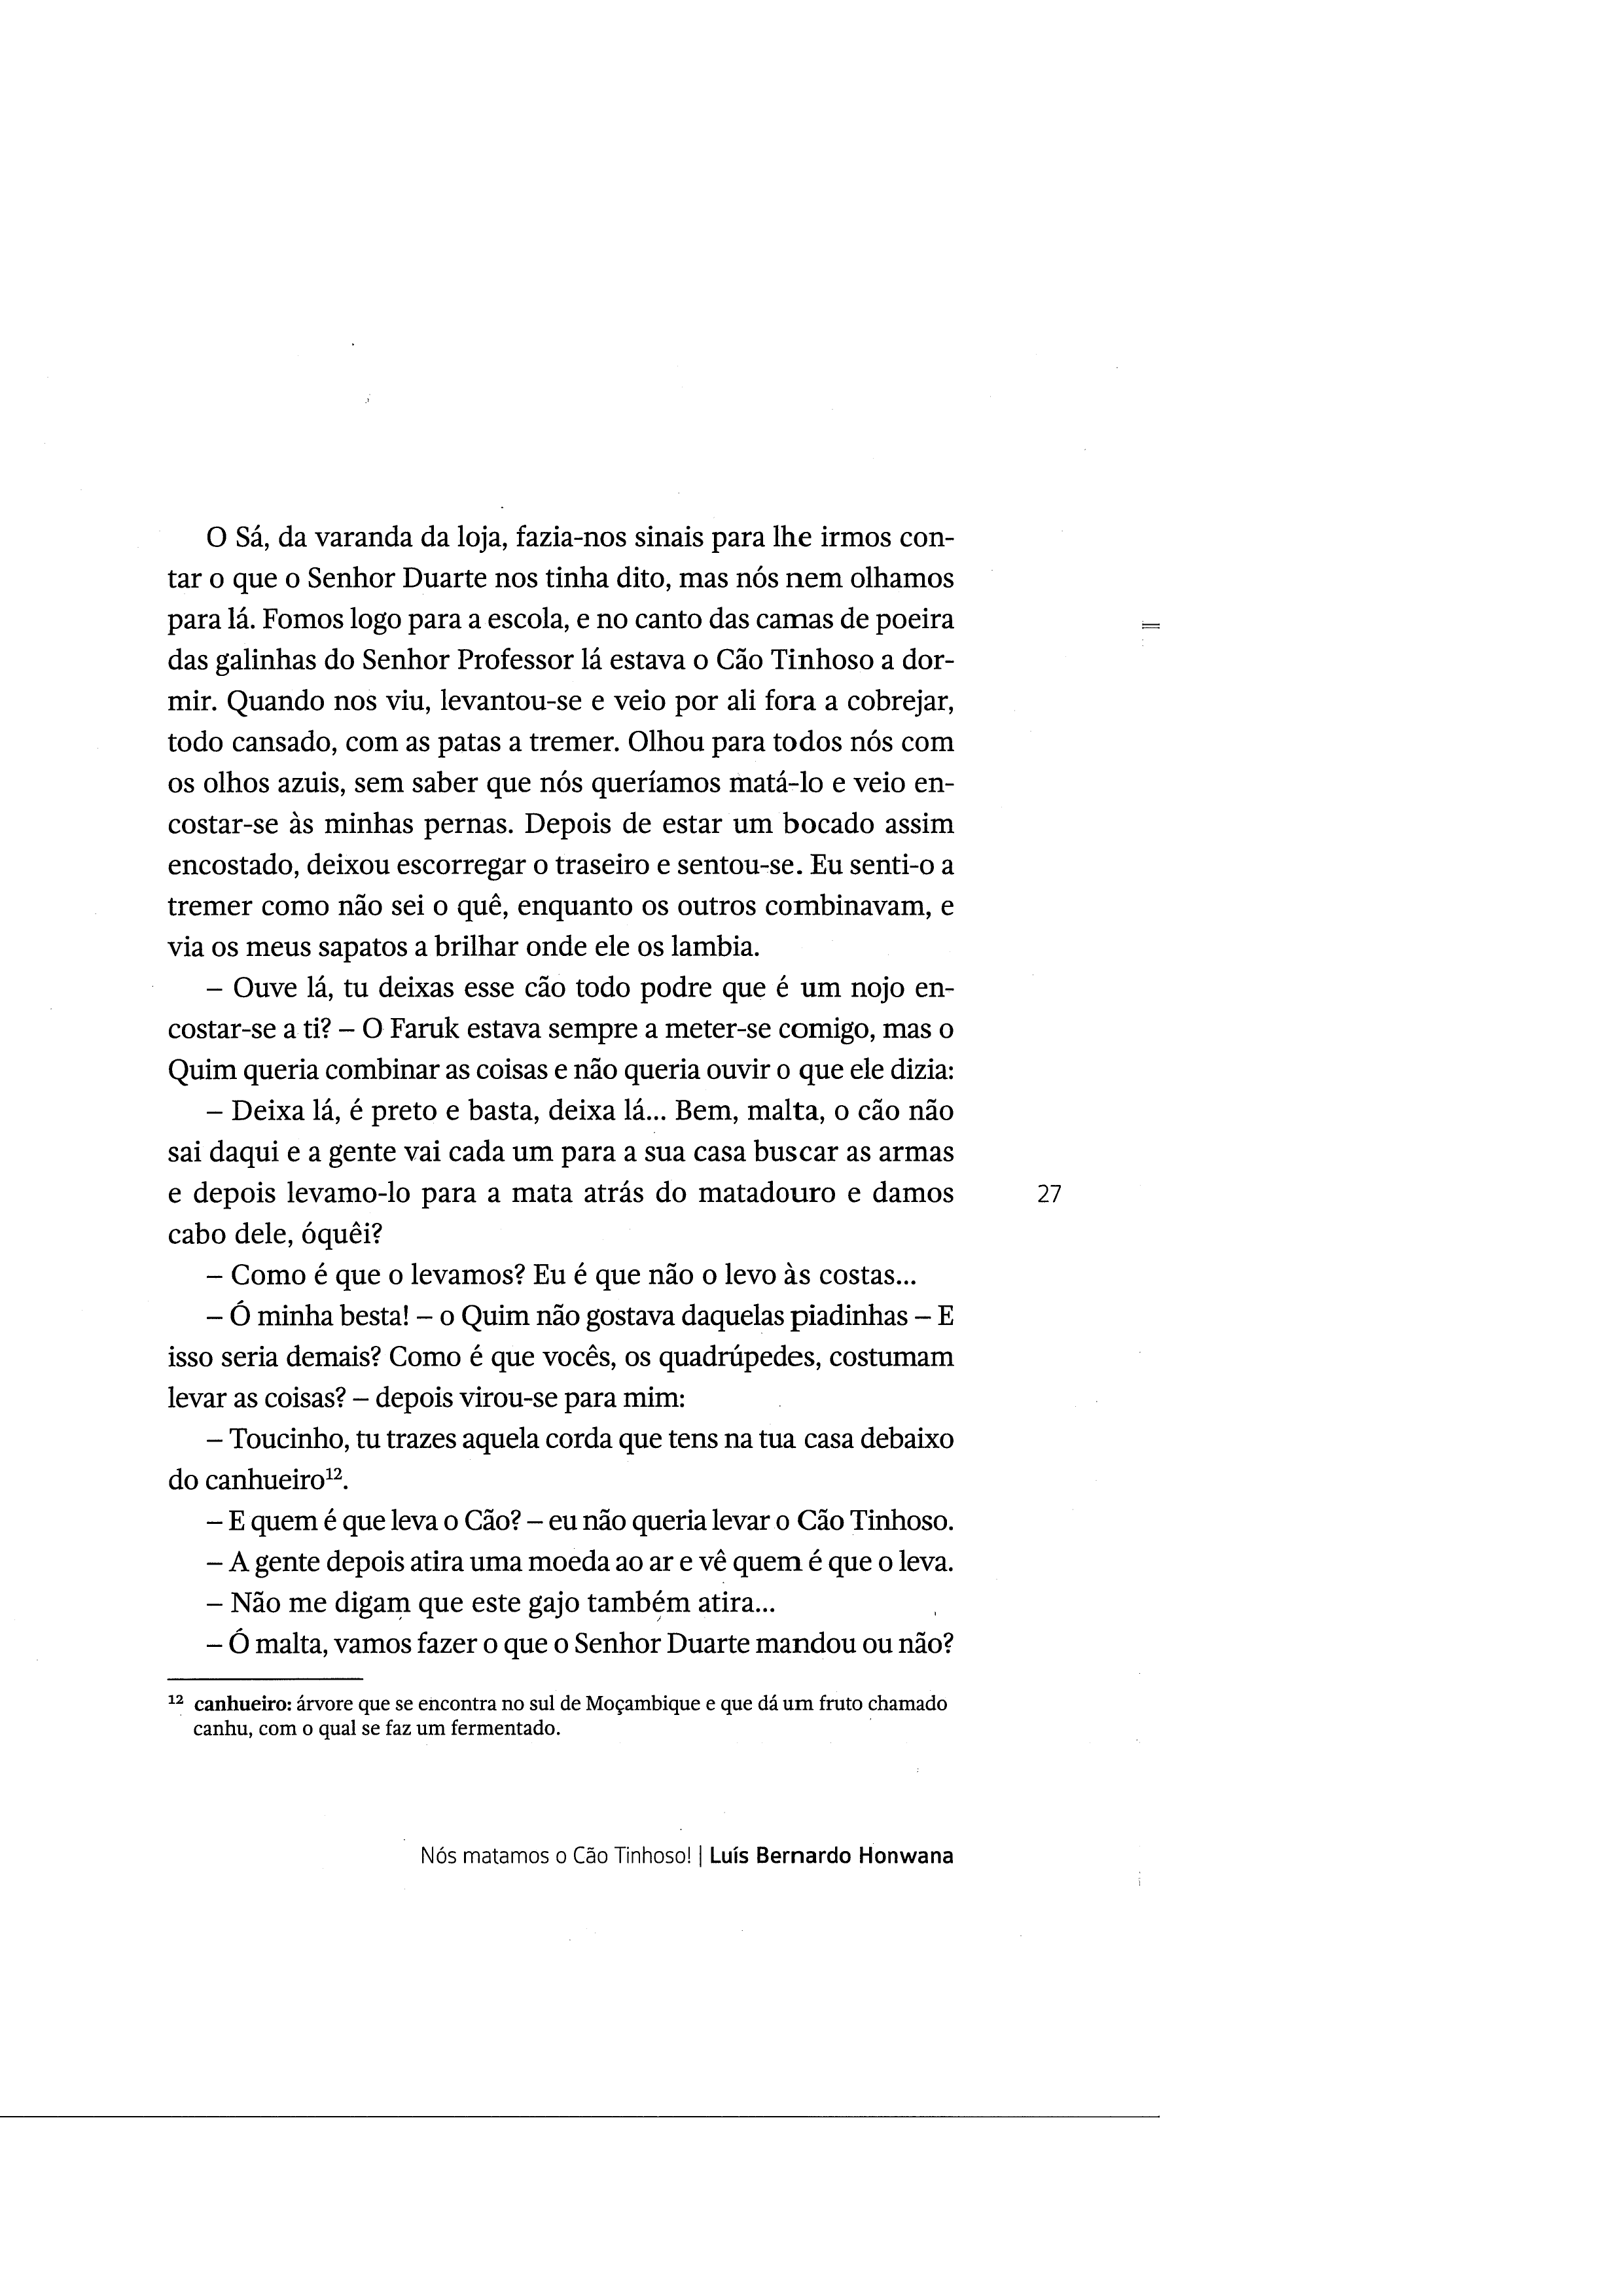 O Sá, da varanda da loja, fazia-nos sinais para lhe irmos con-
tar o que o Senhor Duarte nos tinha dito, mas nós nem olhamos
para lá. Fomos logo para a escola, e no canto das camas de poeira
das galinhas do Senhor Professor lá estava o Cão Tinhoso a dor-
mir. Quando nos viu, levantou-se e veio por ali fora a cobrejar,
todo cansado, com as patas a tremer. Olhou para todos nós com
os olhos azuis, sem saber que nós queríamos matá-lo e veio en-
costar-se às minhas pernas. Depois de estar um bocado assim
encostado, deixou escorregar o traseiro e sentou-se. Eu senti-o a
tremer como não sei o quê, enquanto os outros combinavam, e
via os meus sapatos a brilhar onde ele os lambia.
– Ouve lá, tu deixas esse cão todo podre que é um nojo en-
costar-se a ti? – O Faruk estava sempre a meter-se comigo, mas o
Quim queria combinar as coisas e não queria ouvir o que ele dizia:
– Deixa lá, é preto e basta, deixa lá... Bem, malta, o cão não
sai daqui e a gente vai cada um para a sua casa buscar as armas
e depois levamo-lo para a mata atrás do matadouro e damos
cabo dele, óquêi?
– Como é que o levamos? Eu é que não o levo às costas...
– Ó minha besta! – o Quim não gostava daquelas piadinhas – E
isso seria demais? Como é que vocês, os quadrúpedes, costumam
levar as coisas? – depois virou-se para mim:
– Toucinho, tu trazes aquela corda que tens na tua casa debaixo
do canhueiro¹².
– E quem é que leva o Cão? – eu não queria levar o Cão Tinhoso.
– A gente depois atira uma moeda ao ar e vê quem é que o leva.
– Não me digam que este gajo também atira...
– Ó malta, vamos fazer o que o Senhor Duarte mandou ou não?
¹² canhueiro: árvore que se encontra no sul de Moçambique e que dá um fruto chamado
canhu, com o qual se faz um fermentado.
27
Nós matamos o Cão Tinhoso! | Luís Bernardo Honwana